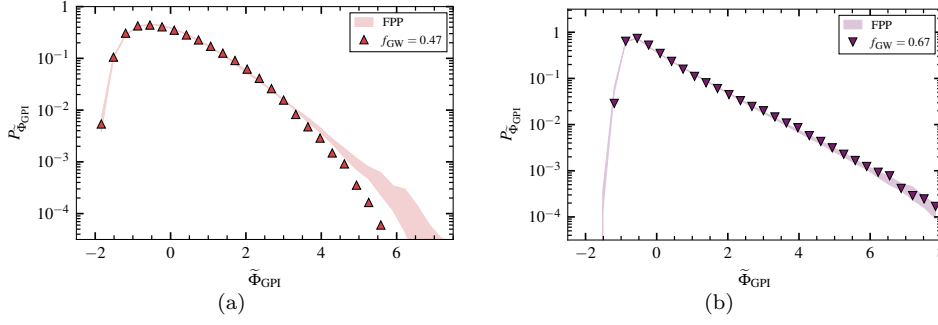 FPP
f_GW = 0.47
1
10⁻¹
10⁻²
10⁻³
10⁻⁴
P_Φ̃_GPI
−2 0 2 4 6
Φ̃_GPI
(a)
FPP
f_GW = 0.67
1
10⁻¹
10⁻²
10⁻³
10⁻⁴
P_Φ̃_GPI
−2 0 2 4 6
Φ̃_GPI
(b)